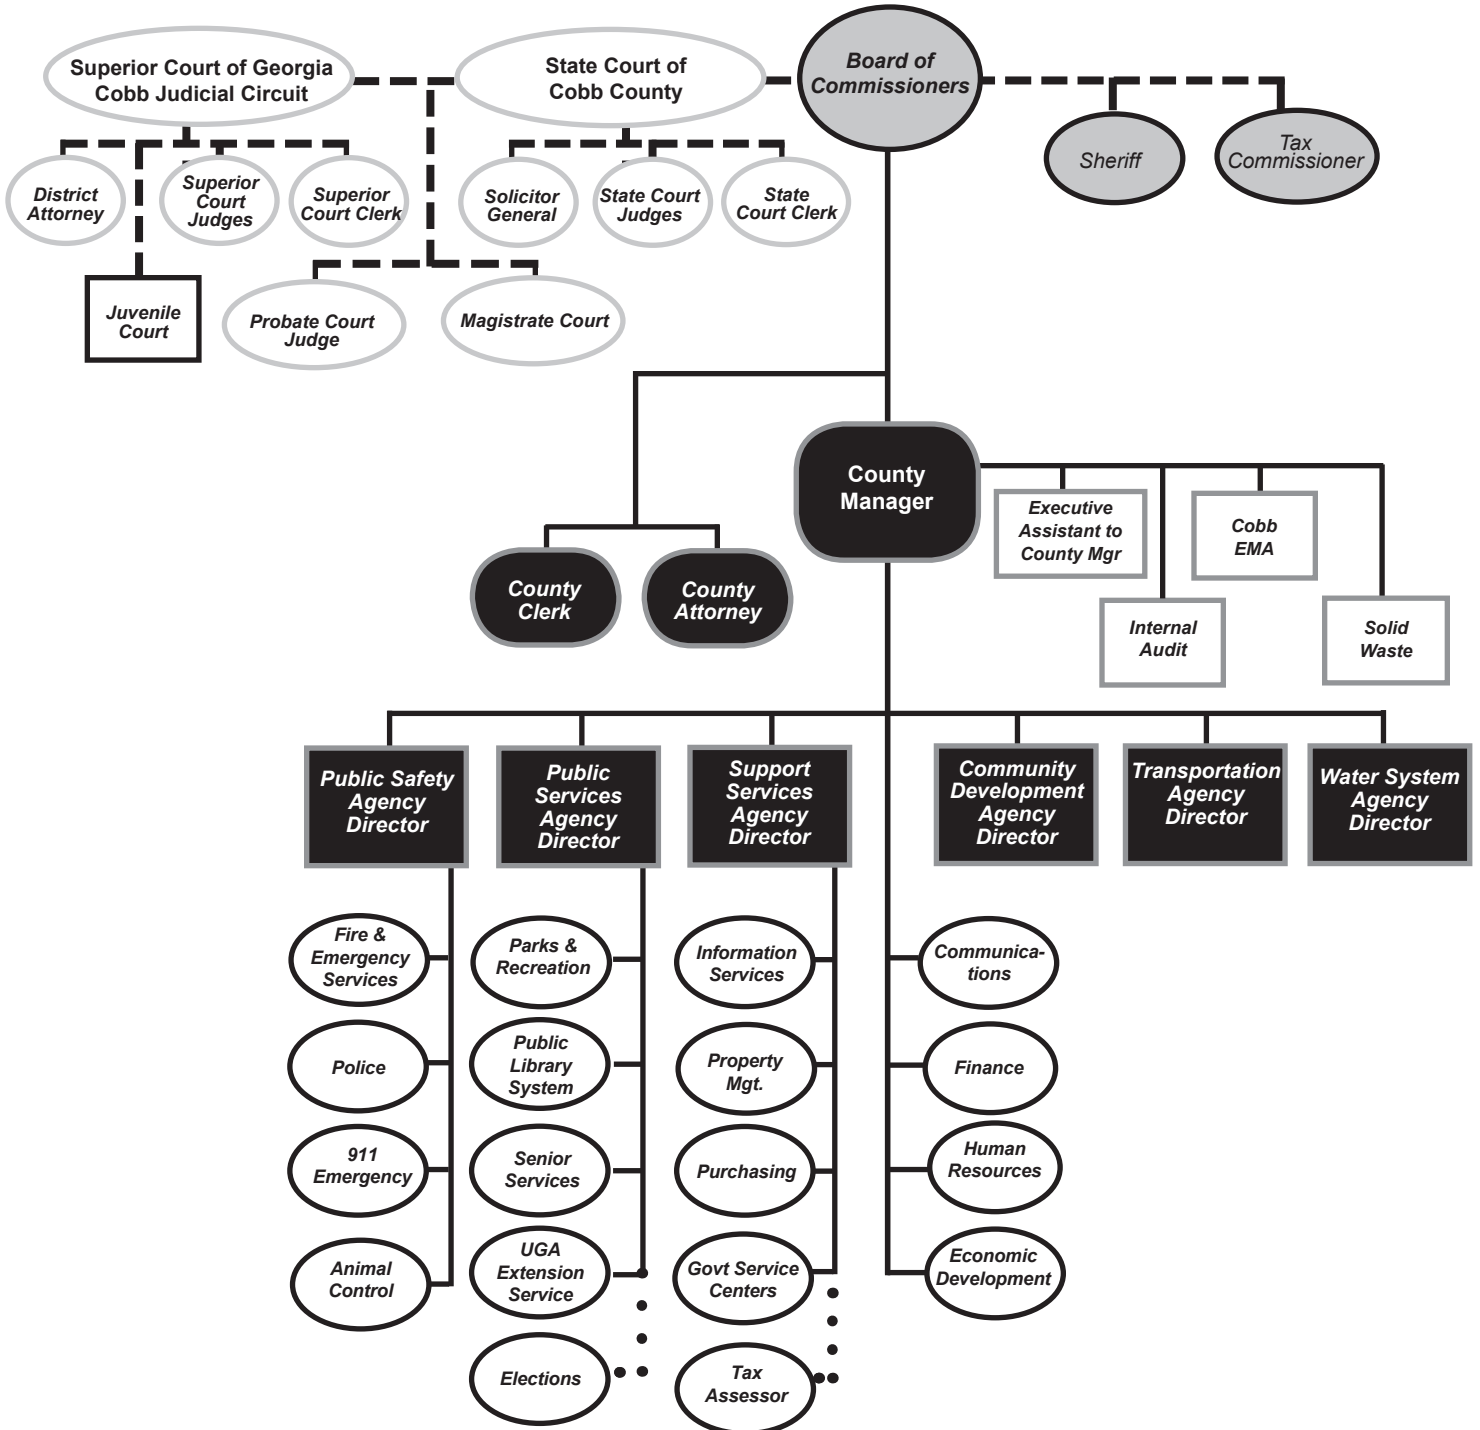 Superior Court of Georgia
Cobb Judicial Circuit
State Court of
Cobb County
Board of
Commissioners
Sheriff
Tax
Commissioner
District
Attorney
Superior
Court
Judges
Superior
Court Clerk
Solicitor
General
State Court
Judges
State
Court Clerk
Juvenile
Court
Probate Court
Judge
Magistrate Court
County
Manager
Executive
Assistant to
County Mgr
Cobb
EMA
Internal
Audit
Solid
Waste
County
Clerk
County
Attorney
Public Safety
Agency
Director
Public
Services
Agency
Director
Support
Services
Agency
Director
Community
Development
Agency
Director
Transportation
Agency
Director
Water System
Agency
Director
Fire &
Emergency
Services
Police
911
Emergency
Animal
Control
Parks &
Recreation
Public
Library
System
Senior
Services
UGA
Extension
Service
Elections
Information
Services
Property
Mgt.
Purchasing
Govt Service
Centers
Tax
Assessor
Communica-
tions
Finance
Human
Resources
Economic
Development